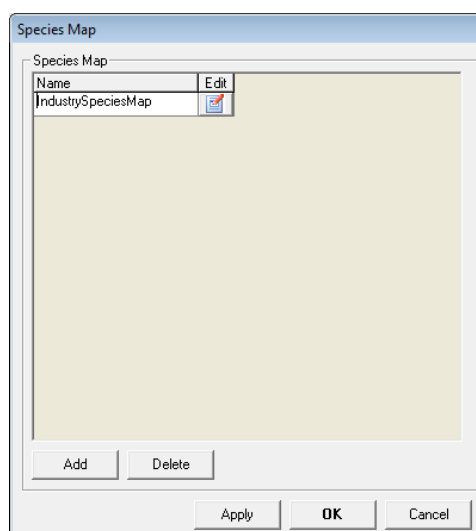 Species Map
Species Map
Name Edit
IndustrySpeciesMap
Add Delete
Apply OK Cancel